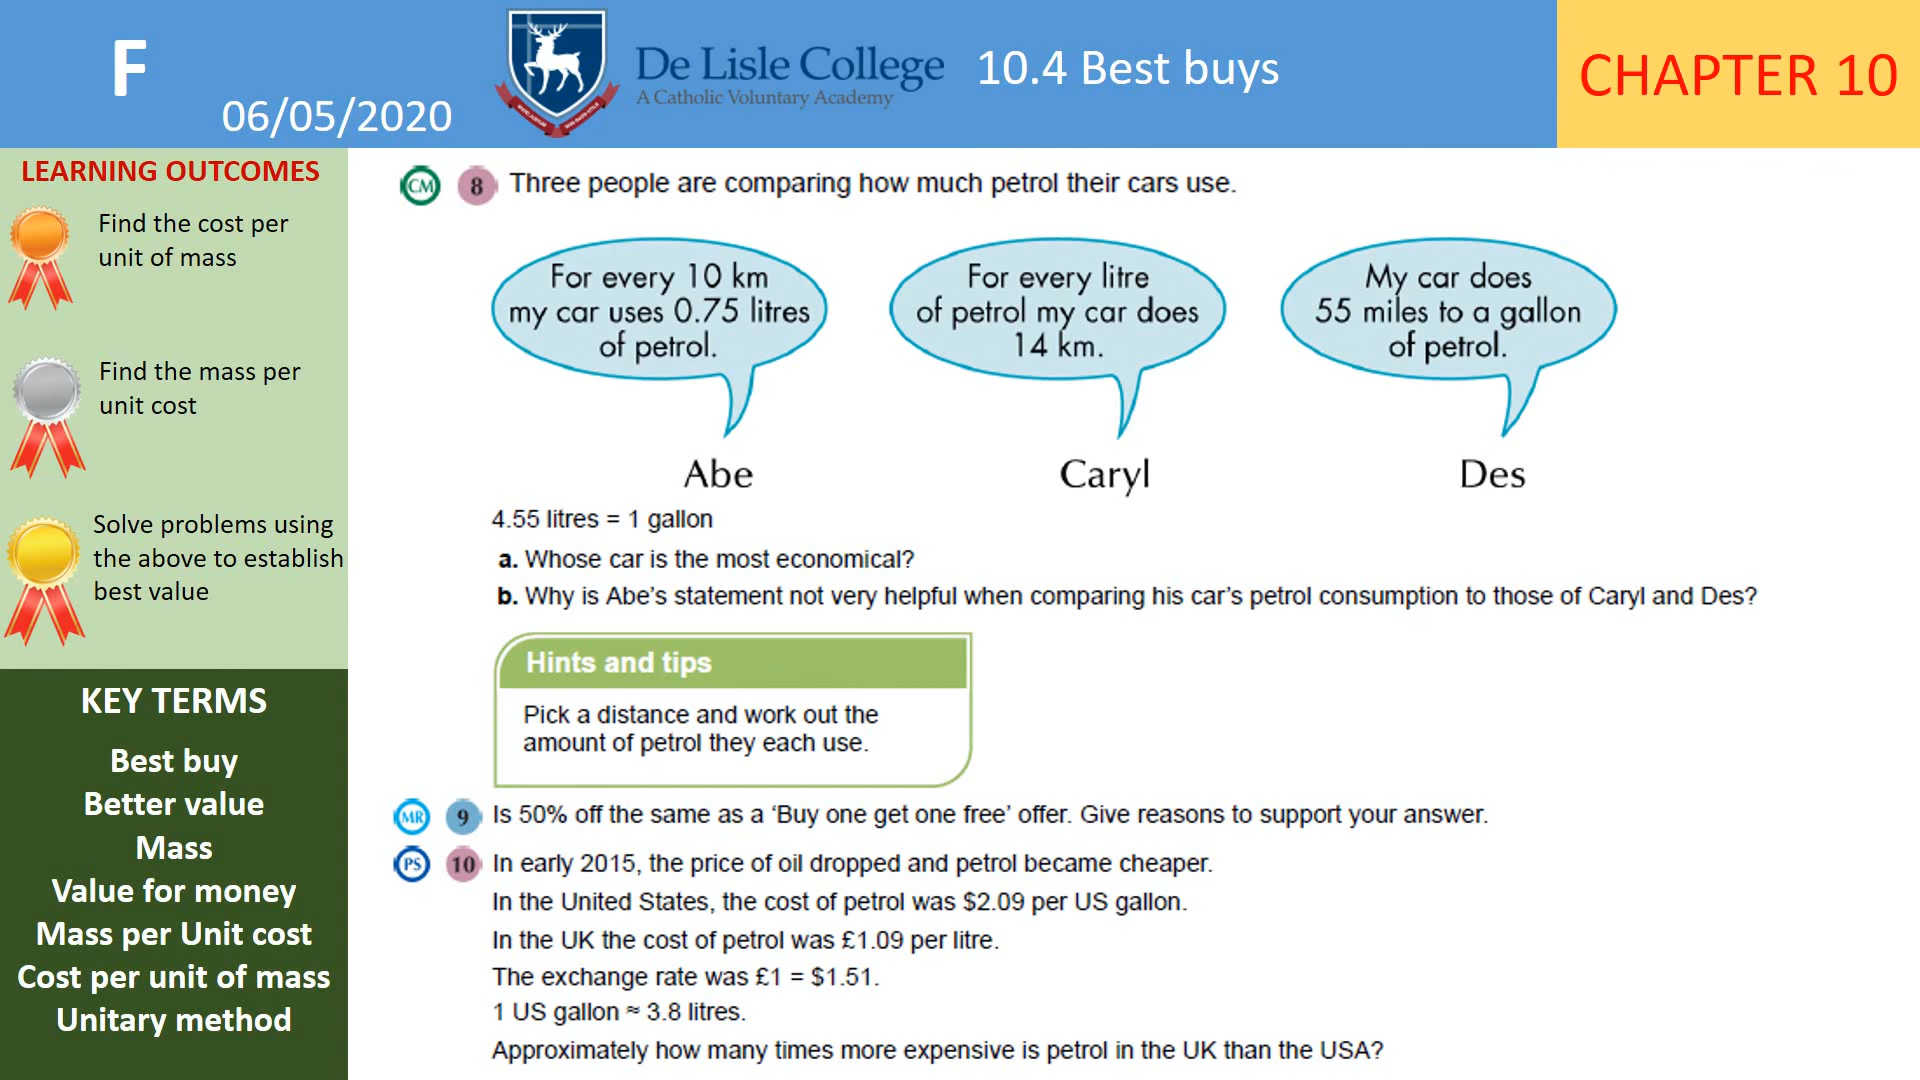 F
06/05/2020
De Lisle College
A Catholic Voluntary Academy
10.4 Best buys
CHAPTER 10
LEARNING OUTCOMES
Find the cost per
unit of mass
Find the mass per
unit cost
Solve problems using
the above to establish
best value
KEY TERMS
Best buy
Better value
Mass
Value for money
Mass per Unit cost
Cost per unit of mass
Unitary method
CM 8 Three people are comparing how much petrol their cars use.
For every 10 km
my car uses 0.75 litres
of petrol.
Abe
For every litre
of petrol my car does
14 km.
Caryl
My car does
55 miles to a gallon
of petrol.
Des
4.55 litres = 1 gallon
a. Whose car is the most economical?
b. Why is Abe's statement not very helpful when comparing his car's petrol consumption to those of Caryl and Des?
Hints and tips
Pick a distance and work out the
amount of petrol they each use.
MR 9 Is 50% off the same as a ‘Buy one get one free’ offer. Give reasons to support your answer.
PS 10 In early 2015, the price of oil dropped and petrol became cheaper.
In the United States, the cost of petrol was $2.09 per US gallon.
In the UK the cost of petrol was £1.09 per litre.
The exchange rate was £1 = $1.51.
1 US gallon ≈ 3.8 litres.
Approximately how many times more expensive is petrol in the UK than the USA?